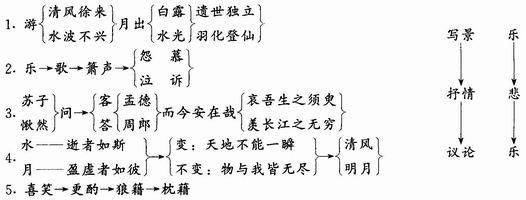 1. 游{清风徐来 水波不兴}月出{白露 水光}{遗世独立 羽化登仙}
2. 乐→歌→箫声→{怨 慕 泣 诉}
3. {苏子 愀然}问→{客 答}{孟德 周郎}而今安在哉{哀吾生之须臾 羡长江之无穷}
4. {水——逝者如斯 月——盈虚者如彼}→{变：天地不能一瞬 不变：物与我皆无尽}→{清风 明月}
5. 喜笑→更酌→狼籍→枕藉
写景 乐
抒情 悲
议论 乐